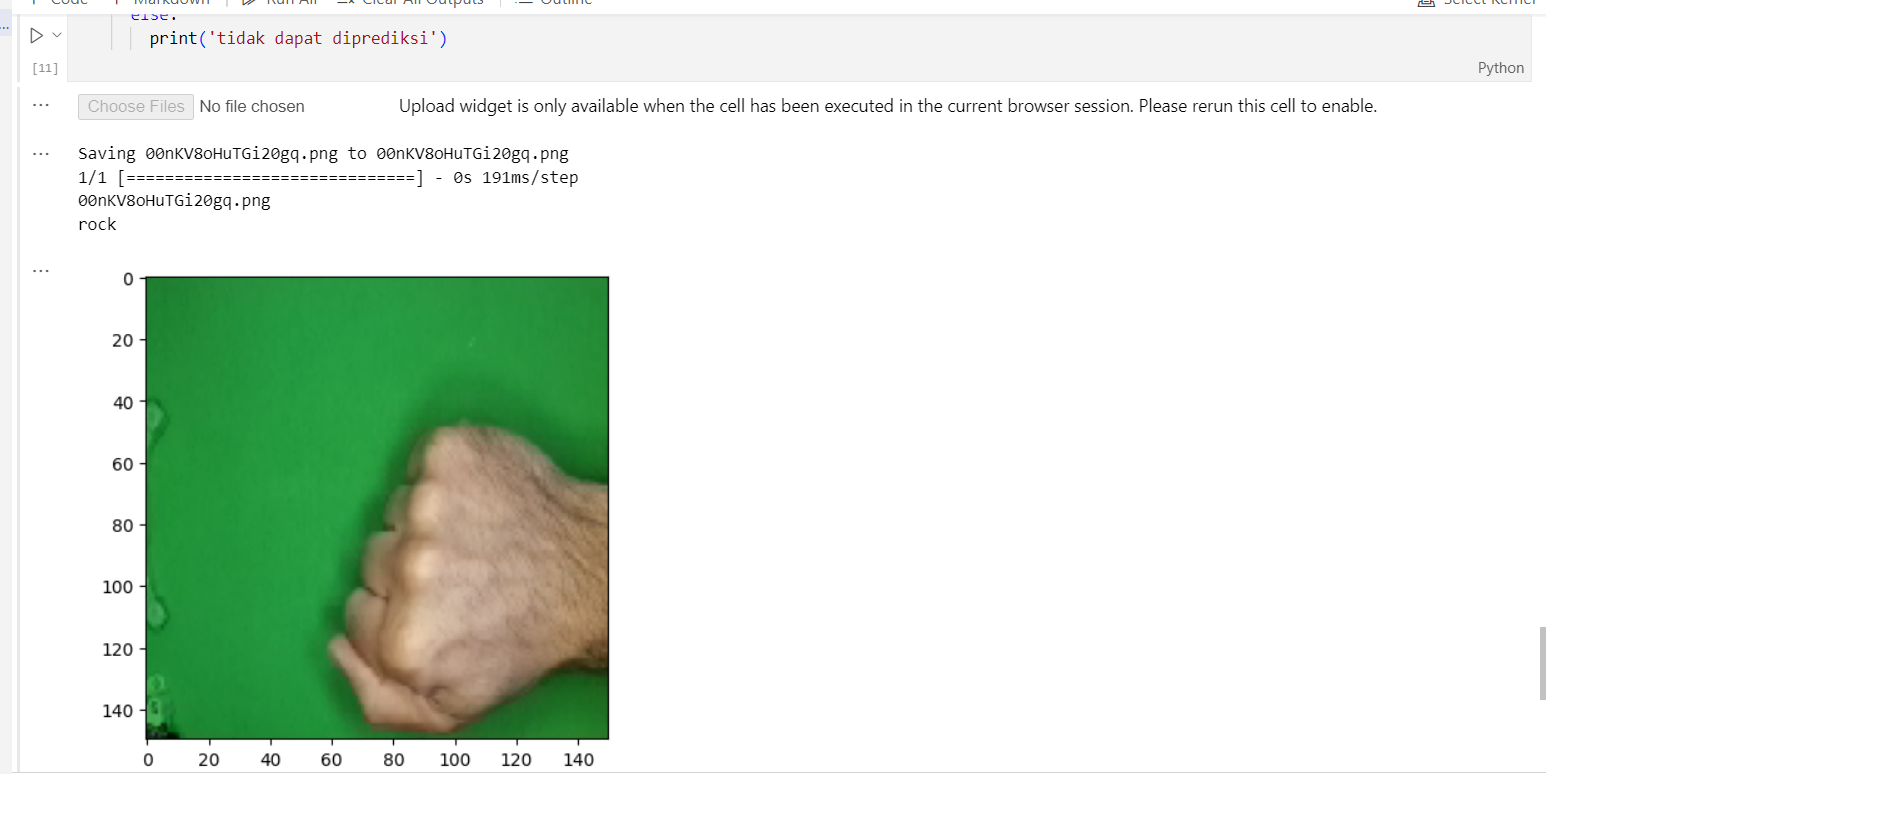 Code Markdown Run All Clear All Outputs Outline Select Kernel
else:
print('tidak dapat diprediksi')
[11]
Python
Choose Files No file chosen Upload widget is only available when the cell has been executed in the current browser session. Please rerun this cell to enable.
Saving 00nKV8oHuTGi20gq.png to 00nKV8oHuTGi20gq.png
1/1 [==============================] - 0s 191ms/step
00nKV8oHuTGi20gq.png
rock
0
20
40
60
80
100
120
140
0 20 40 60 80 100 120 140